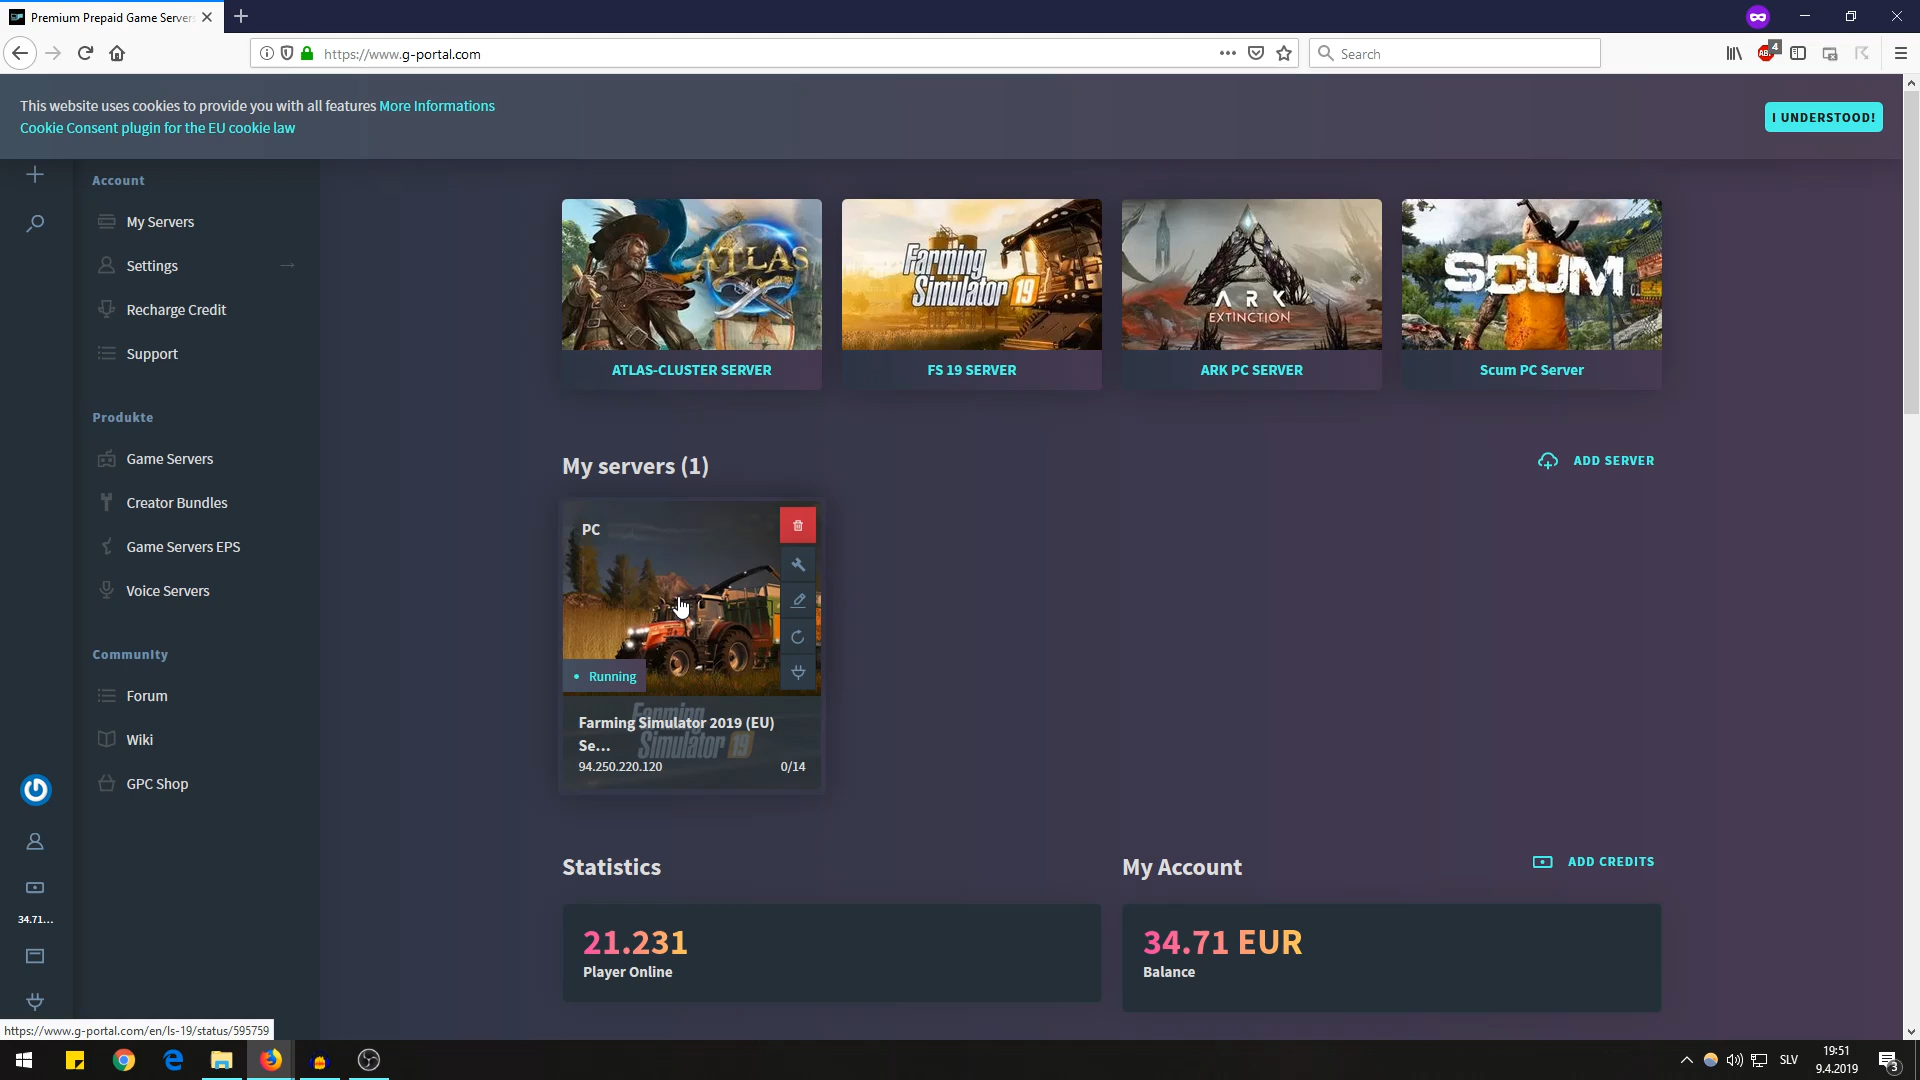 Premium Prepaid Game Servers
https://www.g-portal.com
Search
4
This website uses cookies to provide you with all features More Informations
Cookie Consent plugin for the EU cookie law
I UNDERSTOOD!
Account
My Servers
Settings
Recharge Credit
Support
Produkte
Game Servers
Creator Bundles
Game Servers EPS
Voice Servers
Community
Forum
Wiki
GPC Shop
34.71...
ATLAS
Farming
Simulator 19
ARK
EXTINCTION
SCUM
ATLAS-CLUSTER SERVER
FS 19 SERVER
ARK PC SERVER
Scum PC Server
My servers (1)
ADD SERVER
PC
Running
Farming Simulator 2019 (EU)
Se...
Farming
Simulator 19
94.250.220.120
0/14
Statistics
21.231
Player Online
My Account
ADD CREDITS
34.71 EUR
Balance
https://www.g-portal.com/en/ls-19/status/595759
SLV
19:51
9.4.2019
3